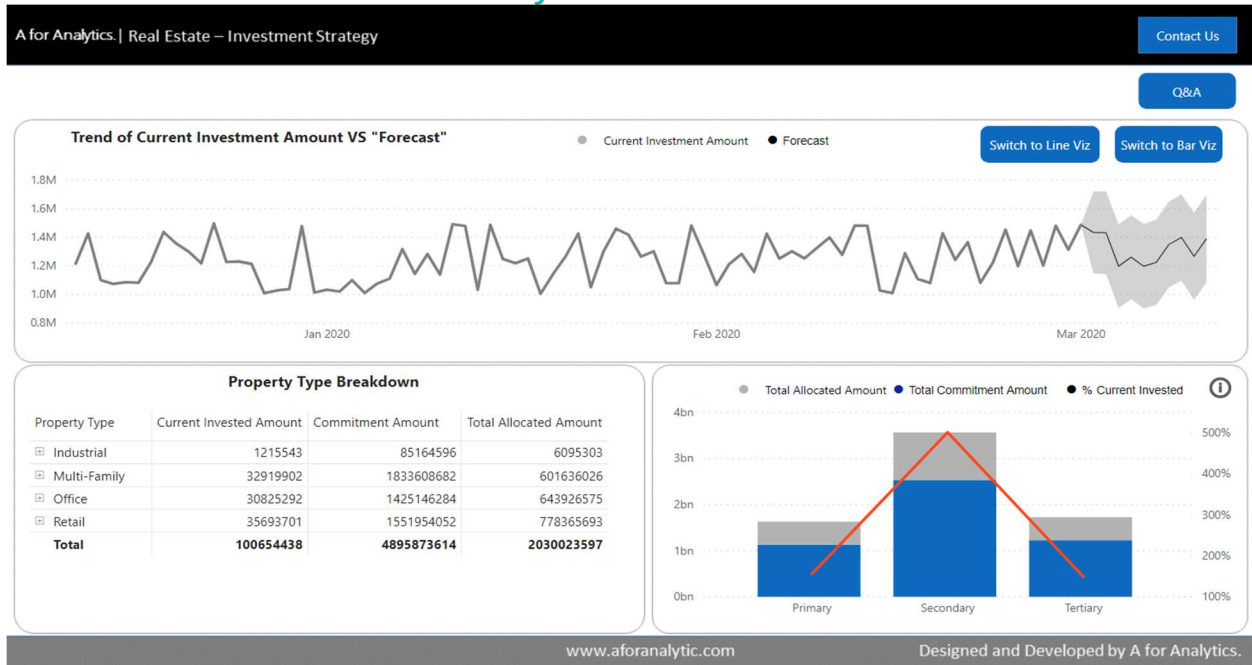 A for Analytics. | Real Estate – Investment Strategy
Contact Us
Q&A
Trend of Current Investment Amount VS "Forecast"
Current Investment Amount Forecast
Switch to Line Viz
Switch to Bar Viz
1.8M
1.6M
1.4M
1.2M
1.0M
0.8M
Jan 2020 Feb 2020 Mar 2020
Property Type Breakdown
Property Type Current Invested Amount Commitment Amount Total Allocated Amount
Industrial 1215543 85164596 6095303
Multi-Family 32919902 1833608682 601636026
Office 30825292 1425146284 643926575
Retail 35693701 1551954052 778365693
Total 100654438 4895873614 2030023597
Total Allocated Amount Total Commitment Amount % Current Invested
4bn
3bn
2bn
1bn
0bn
500%
400%
300%
200%
100%
Primary Secondary Tertiary
www.aforanalytic.com
Designed and Developed by A for Analytics.